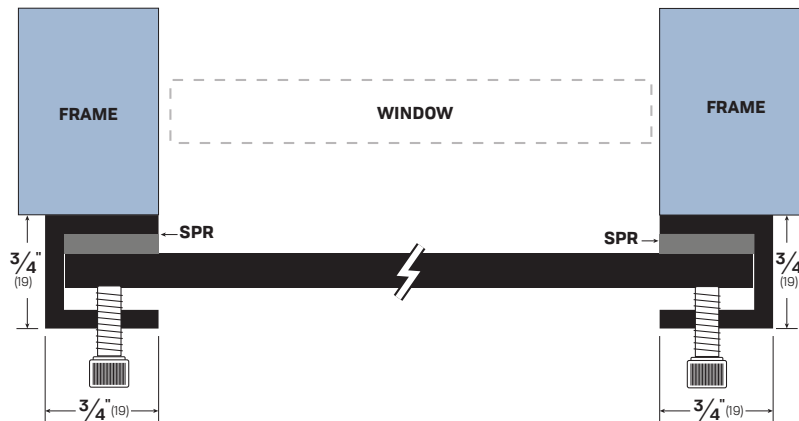 FRAME
WINDOW
FRAME
SPR
SPR
3/4"
(19)
3/4"
(19)
3/4" (19)
3/4" (19)